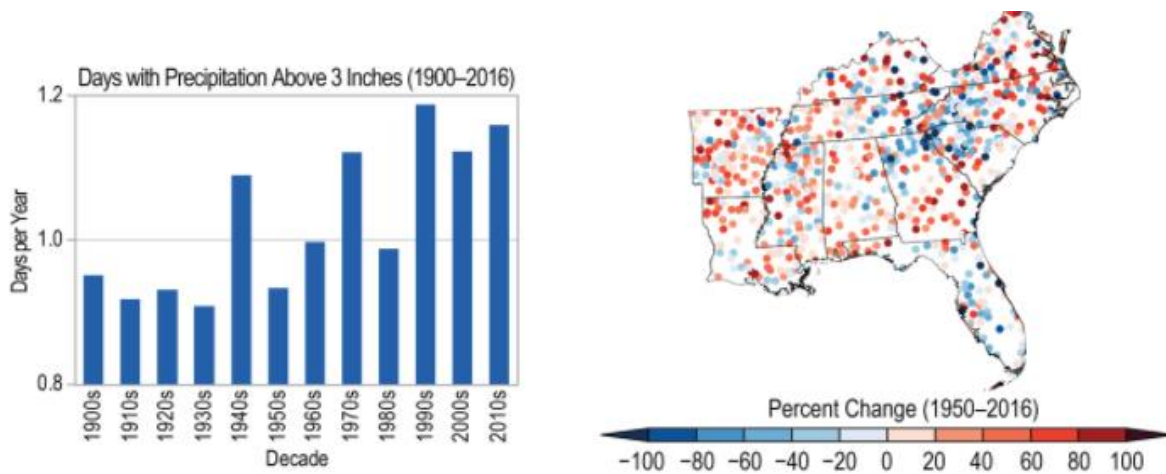 Days with Precipitation Above 3 Inches (1900–2016)
1.2
1.0
0.8
Days per Year
1900s
1910s
1920s
1930s
1940s
1950s
1960s
1970s
1980s
1990s
2000s
2010s
Decade
Percent Change (1950–2016)
−100 −80 −60 −40 −20 0 20 40 60 80 100